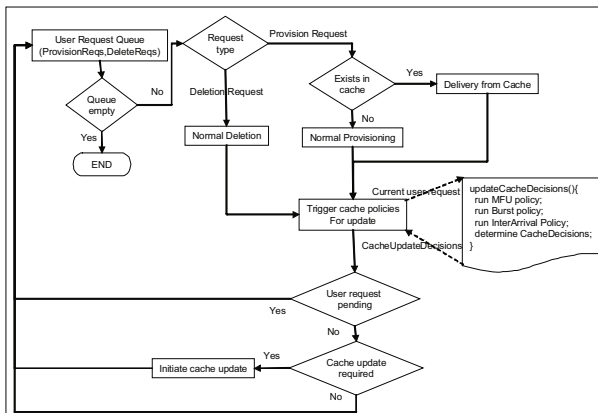 User Request Queue
(ProvisionReqs,DeleteReqs)
Request
type
Provision Request
Queue
empty
No
Yes
END
Deletion Request
Exists in
cache
Yes
Delivery from Cache
No
Normal Deletion
Normal Provisioning
Current user request
Trigger cache policies
For update
CacheUpdateDecisions
updateCacheDecisions(){
run MFU policy;
run Burst policy;
run InterArrival Policy;
determine CacheDecisions;
}
User request
pending
Yes
No
Cache update
required
Yes
Initiate cache update
No